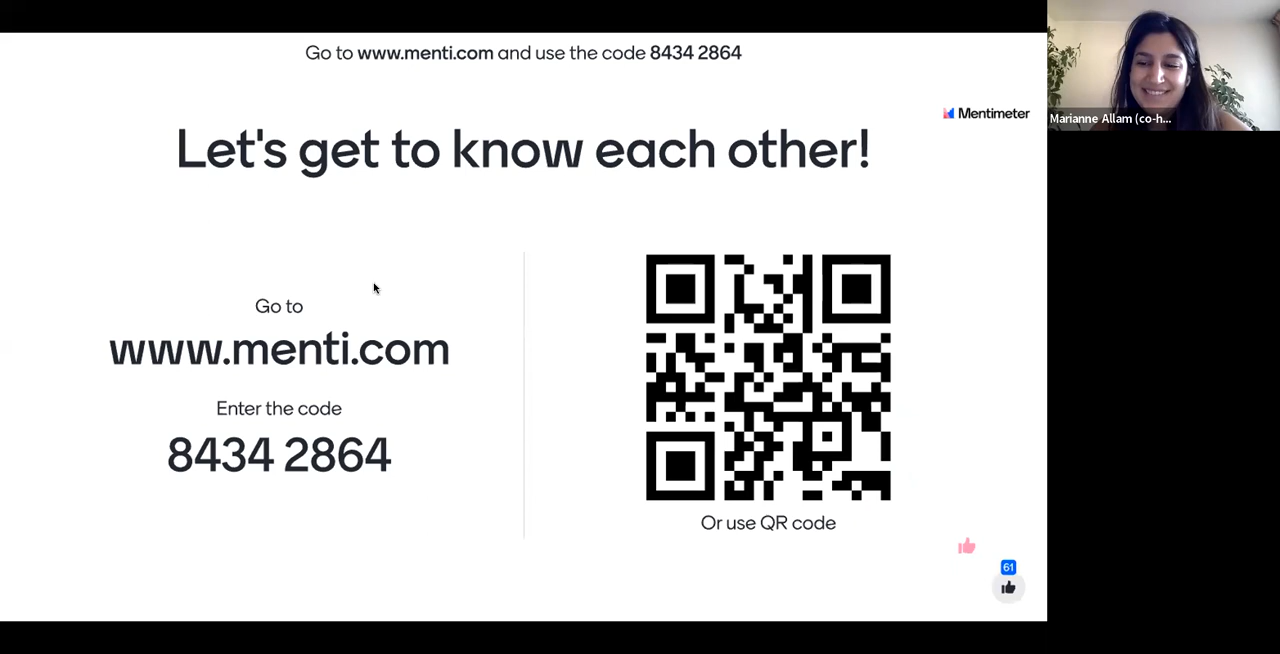 Go to www.menti.com and use the code 8434 2864
Mentimeter
Marianne Allam (co-h...
Let's get to know each other!
Go to
www.menti.com
Enter the code
8434 2864
Or use QR code
61